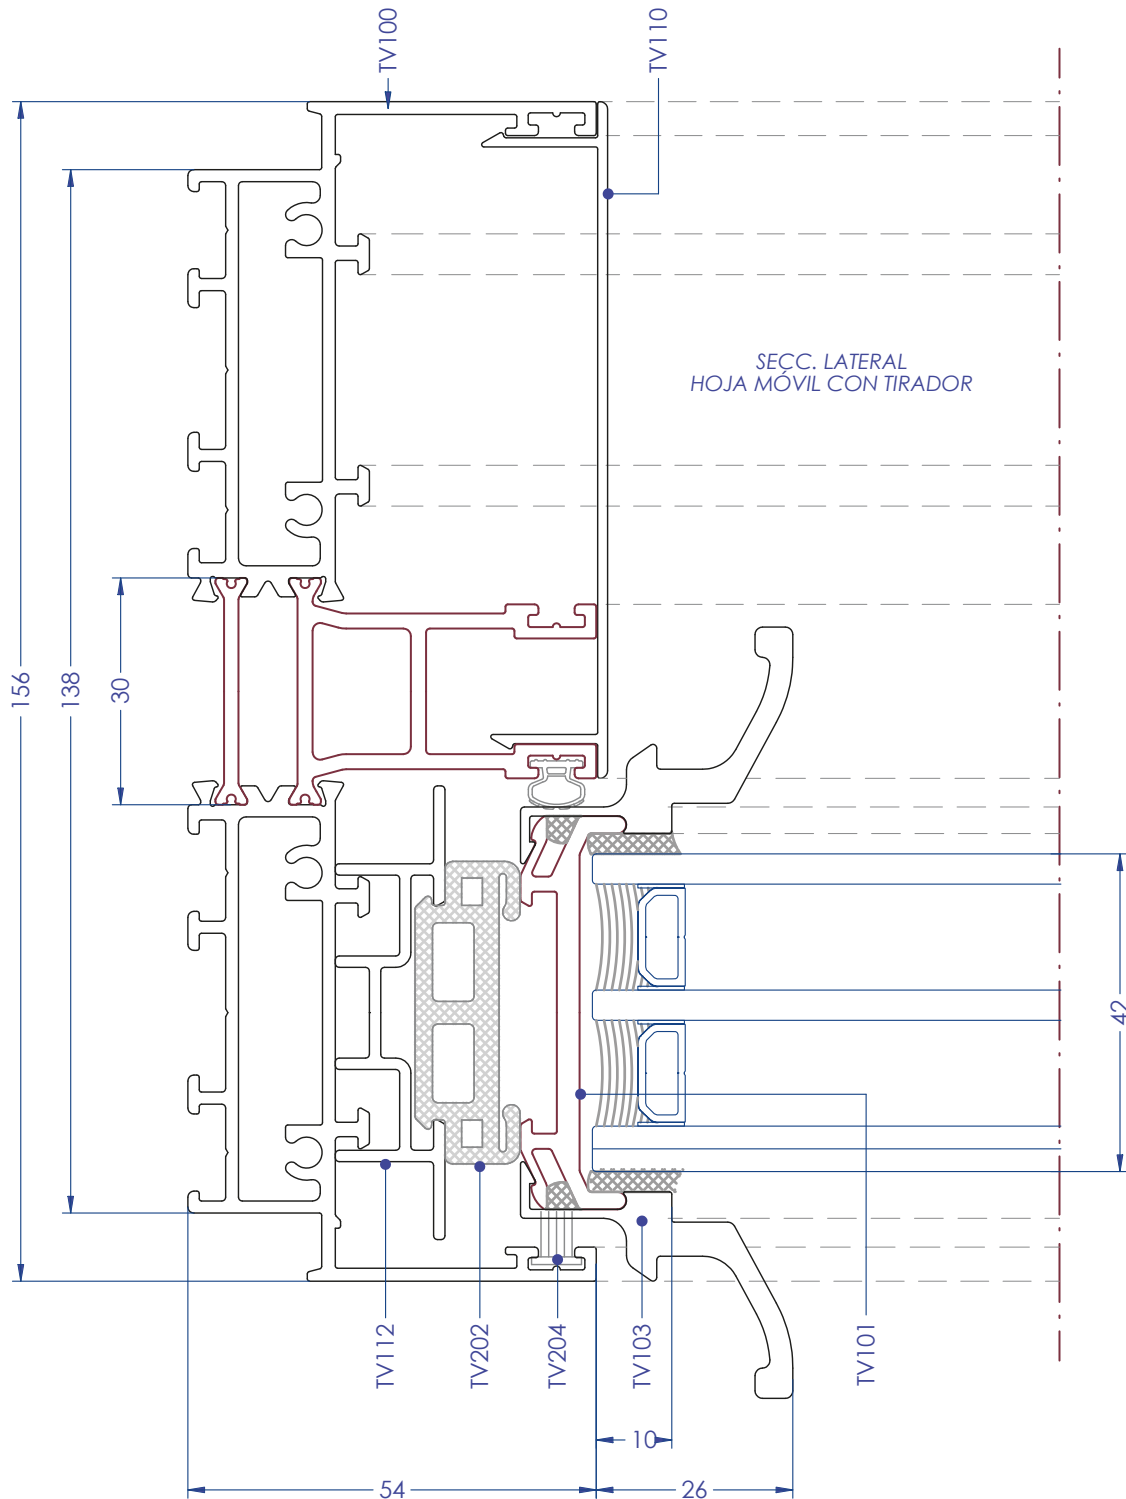 TV100
TV110
SECC. LATERAL
HOJA MÓVIL CON TIRADOR
156
138
30
42
TV112
TV202
TV204
TV103
TV101
10
54
26